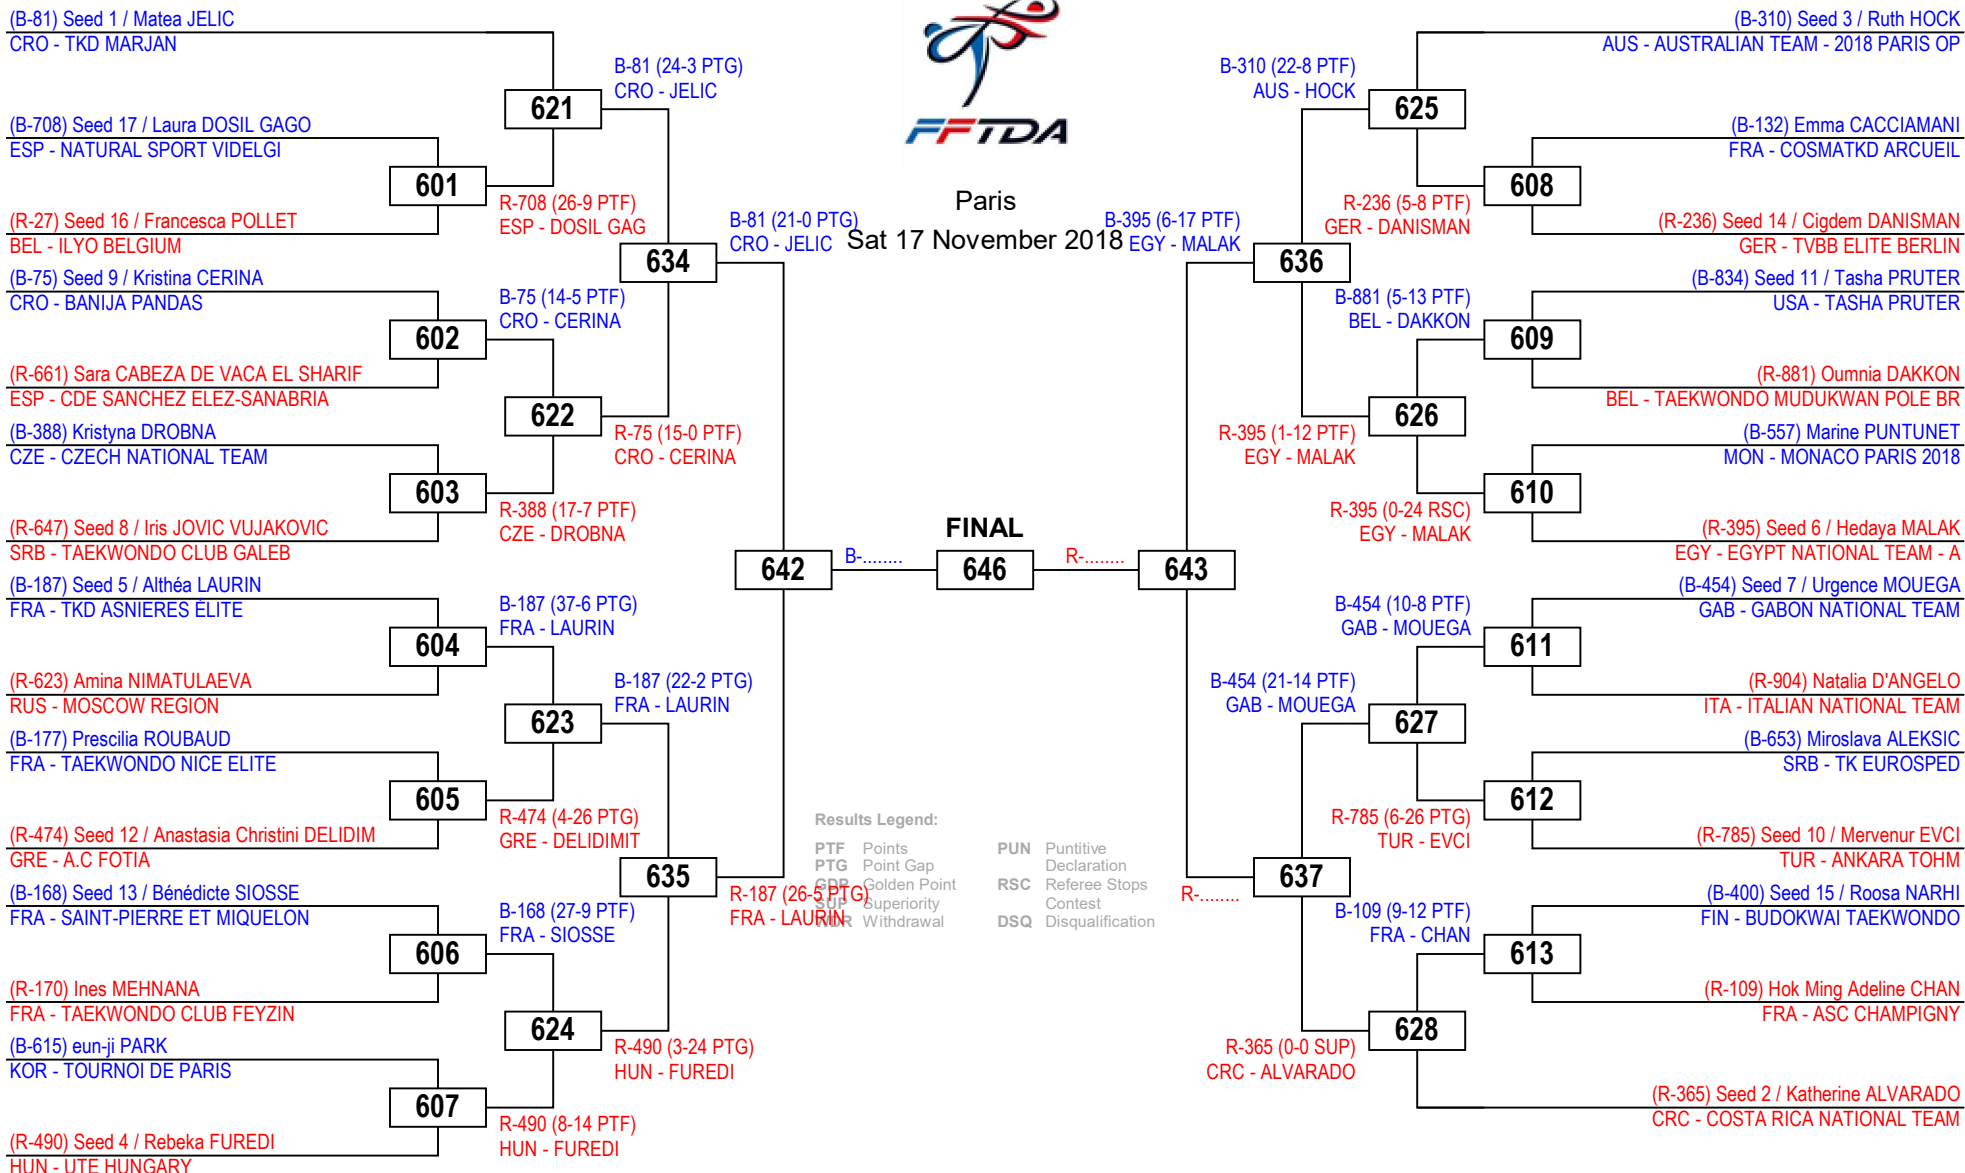 (B-81) Seed 1 / Matea JELIC
CRO - TKD MARJAN
(B-708) Seed 17 / Laura DOSIL GAGO
ESP - NATURAL SPORT VIDELGI
(R-27) Seed 16 / Francesca POLLET
BEL - ILYO BELGIUM
(B-75) Seed 9 / Kristina CERINA
CRO - BANIJA PANDAS
(R-661) Sara CABEZA DE VACA EL SHARIF
ESP - CDE SANCHEZ ELEZ-SANABRIA
(B-388) Kristyna DROBNA
CZE - CZECH NATIONAL TEAM
(R-647) Seed 8 / Iris JOVIC VUJAKOVIC
SRB - TAEKWONDO CLUB GALEB
(B-187) Seed 5 / Althéa LAURIN
FRA - TKD ASNIERES ÉLITE
(R-623) Amina NIMATULAEVA
RUS - MOSCOW REGION
(B-177) Prescilia ROUBAUD
FRA - TAEKWONDO NICE ELITE
(R-474) Seed 12 / Anastasia Christini DELIDIM
GRE - A.C FOTIA
(B-168) Seed 13 / Bénédicte SIOSSE
FRA - SAINT-PIERRE ET MIQUELON
(R-170) Ines MEHNANA
FRA - TAEKWONDO CLUB FEYZIN
(B-615) eun-ji PARK
KOR - TOURNOI DE PARIS
(R-490) Seed 4 / Rebeka FUREDI
HUN - UTE HUNGARY
601
602
603
604
605
606
607
R-708 (26-9 PTF)
ESP - DOSIL GAG
B-75 (14-5 PTF)
CRO - CERINA
R-388 (17-7 PTF)
CZE - DROBNA
B-187 (37-6 PTG)
FRA - LAURIN
R-474 (4-26 PTG)
GRE - DELIDIMIT
B-168 (27-9 PTF)
FRA - SIOSSE
R-490 (8-14 PTF)
HUN - FUREDI
621
622
623
624
B-81 (24-3 PTG)
CRO - JELIC
R-75 (15-0 PTF)
CRO - CERINA
B-187 (22-2 PTG)
FRA - LAURIN
R-490 (3-24 PTG)
HUN - FUREDI
634
635
B-81 (21-0 PTG)
CRO - JELIC
R-187 (26-5 PTG)
FRA - LAURIN
642
B-........
FFTDA
Paris
Sat 17 November 2018
FINAL
646
Results Legend:
PTF Points
PTG Point Gap
GDP Golden Point
SUP Superiority
WDR Withdrawal
PUN Puntitive
Declaration
RSC Referee Stops
Contest
DSQ Disqualification
R-........
643
B-395 (6-17 PTF)
EGY - MALAK
R-........
636
637
B-310 (22-8 PTF)
AUS - HOCK
R-395 (1-12 PTF)
EGY - MALAK
B-454 (21-14 PTF)
GAB - MOUEGA
R-365 (0-0 SUP)
CRC - ALVARADO
625
626
627
628
R-236 (5-8 PTF)
GER - DANISMAN
B-881 (5-13 PTF)
BEL - DAKKON
R-395 (0-24 RSC)
EGY - MALAK
B-454 (10-8 PTF)
GAB - MOUEGA
R-785 (6-26 PTG)
TUR - EVCI
B-109 (9-12 PTF)
FRA - CHAN
608
609
610
611
612
613
(B-310) Seed 3 / Ruth HOCK
AUS - AUSTRALIAN TEAM - 2018 PARIS OP
(B-132) Emma CACCIAMANI
FRA - COSMATKD ARCUEIL
(R-236) Seed 14 / Cigdem DANISMAN
GER - TVBB ELITE BERLIN
(B-834) Seed 11 / Tasha PRUTER
USA - TASHA PRUTER
(R-881) Oumnia DAKKON
BEL - TAEKWONDO MUDUKWAN POLE BR
(B-557) Marine PUNTUNET
MON - MONACO PARIS 2018
(R-395) Seed 6 / Hedaya MALAK
EGY - EGYPT NATIONAL TEAM - A
(B-454) Seed 7 / Urgence MOUEGA
GAB - GABON NATIONAL TEAM
(R-904) Natalia D'ANGELO
ITA - ITALIAN NATIONAL TEAM
(B-653) Miroslava ALEKSIC
SRB - TK EUROSPED
(R-785) Seed 10 / Mervenur EVCI
TUR - ANKARA TOHM
(B-400) Seed 15 / Roosa NARHI
FIN - BUDOKWAI TAEKWONDO
(R-109) Hok Ming Adeline CHAN
FRA - ASC CHAMPIGNY
(R-365) Seed 2 / Katherine ALVARADO
CRC - COSTA RICA NATIONAL TEAM